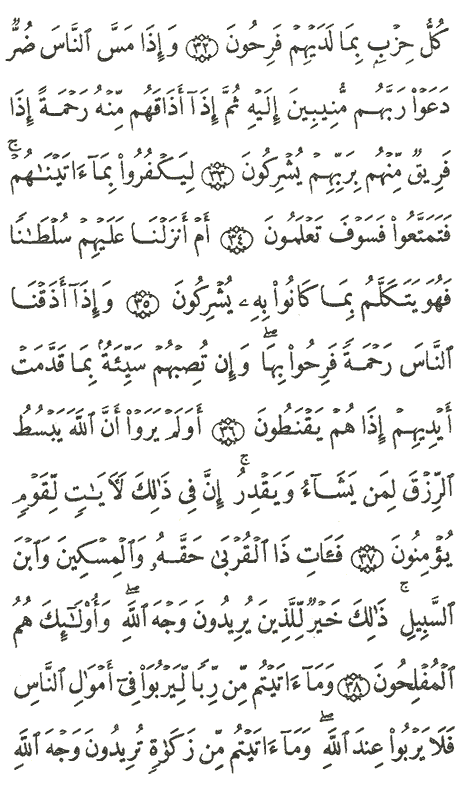 كُلُّ حِزْبِۭ بِمَا لَدَيْهِمْ فَرِحُونَ ٣٢ وَإِذَا مَسَّ ٱلنَّاسَ ضُرٌّ
دَعَوْا۟ رَبَّهُم مُّنِيبِينَ إِلَيْهِ ثُمَّ إِذَآ أَذَاقَهُم مِّنْهُ رَحْمَةً إِذَا
فَرِيقٌ مِّنْهُم بِرَبِّهِمْ يُشْرِكُونَ ٣٣ لِيَكْفُرُوا۟ بِمَآ ءَاتَيْنَـٰهُمْ ۚ
فَتَمَتَّعُوا۟ فَسَوْفَ تَعْلَمُونَ ٣٤ أَمْ أَنزَلْنَا عَلَيْهِمْ سُلْطَـٰنًا
فَهُوَ يَتَكَلَّمُ بِمَا كَانُوا۟ بِهِۦ يُشْرِكُونَ ٣٥ وَإِذَآ أَذَقْنَا
ٱلنَّاسَ رَحْمَةً فَرِحُوا۟ بِهَا ۖ وَإِن تُصِبْهُمْ سَيِّئَةٌۢ بِمَا قَدَّمَتْ
أَيْدِيهِمْ إِذَا هُمْ يَقْنَطُونَ ٣٦ أَوَلَمْ يَرَوْا۟ أَنَّ ٱللَّهَ يَبْسُطُ
ٱلرِّزْقَ لِمَن يَشَآءُ وَيَقْدِرُ ۚ إِنَّ فِى ذَٰلِكَ لَـَٔايَـٰتٍ لِّقَوْمٍ
يُؤْمِنُونَ ٣٧ فَـَٔاتِ ذَا ٱلْقُرْبَىٰ حَقَّهُۥ وَٱلْمِسْكِينَ وَٱبْنَ
ٱلسَّبِيلِ ۚ ذَٰلِكَ خَيْرٌ لِّلَّذِينَ يُرِيدُونَ وَجْهَ ٱللَّهِ ۖ وَأُو۟لَـٰٓئِكَ هُمُ
ٱلْمُفْلِحُونَ ٣٨ وَمَآ ءَاتَيْتُم مِّن رِّبًا لِّيَرْبُوَا۟ فِىٓ أَمْوَٰلِ ٱلنَّاسِ
فَلَا يَرْبُوا۟ عِندَ ٱللَّهِ ۖ وَمَآ ءَاتَيْتُم مِّن زَكَوٰةٍ تُرِيدُونَ وَجْهَ ٱللَّهِ